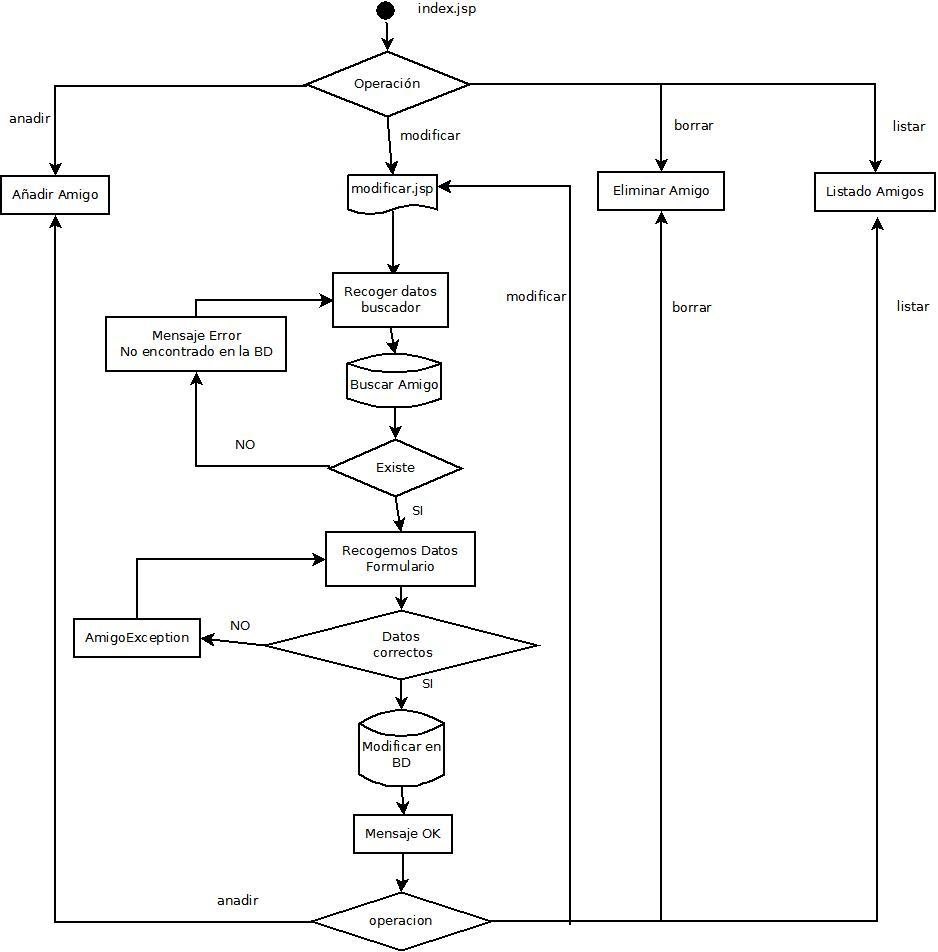 index.jsp
Operación
anadir
modificar
borrar
listar
Añadir Amigo
modificar.jsp
Eliminar Amigo
Listado Amigos
Recoger datos
buscador
modificar
borrar
listar
Mensaje Error
No encontrado en la BD
Buscar Amigo
NO
Existe
SI
Recogemos Datos
Formulario
NO
AmigoException
Datos
correctos
SI
Modificar en
BD
Mensaje OK
anadir
operacion